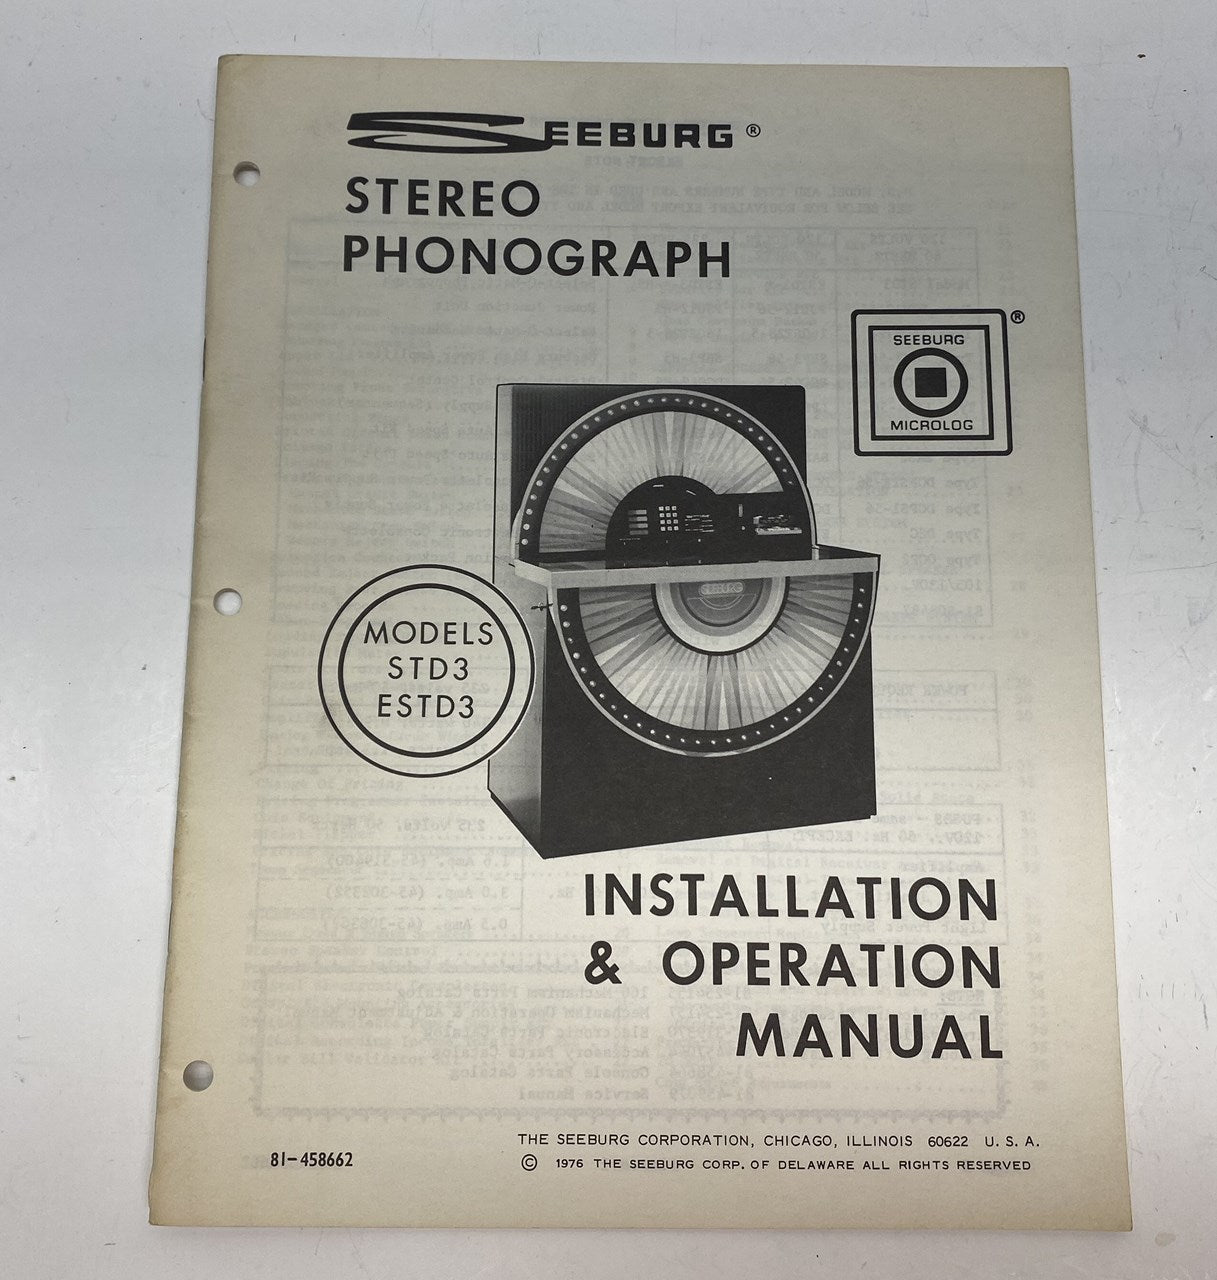 SEEBURG ®
STEREO
PHONOGRAPH
®
SEEBURG
MICROLOG
SEEBURG
MODELS
STD3
ESTD3
INSTALLATION
& OPERATION
MANUAL
THE SEEBURG CORPORATION, CHICAGO, ILLINOIS 60622 U. S. A.
81-458662
© 1976 THE SEEBURG CORP. OF DELAWARE ALL RIGHTS RESERVED